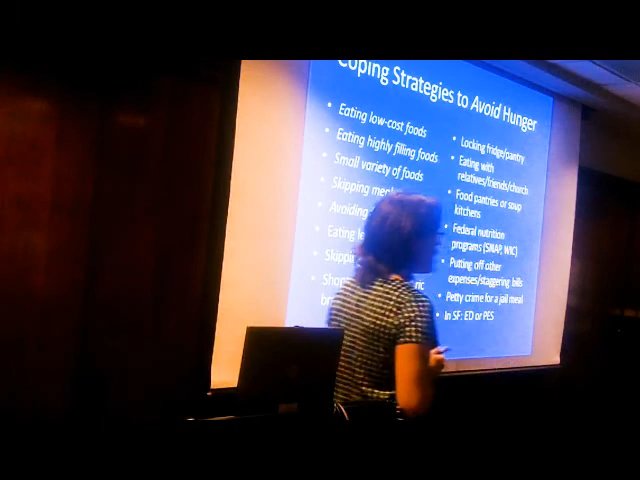 Coping Strategies to Avoid Hunger
• Eating low-cost foods
• Eating highly filling foods
• Small variety of foods
• Skipping
• Avoiding
• Eating
•
•
• Locking fridge/pantry
• Eating with
relatives/friends/church
• Food pantries or soup
kitchens
• Federal nutrition
programs (SNAP, WIC)
• Putting off other
expenses/staggering bills
• Petty crime for a jail meal
• In SF: ED or PES